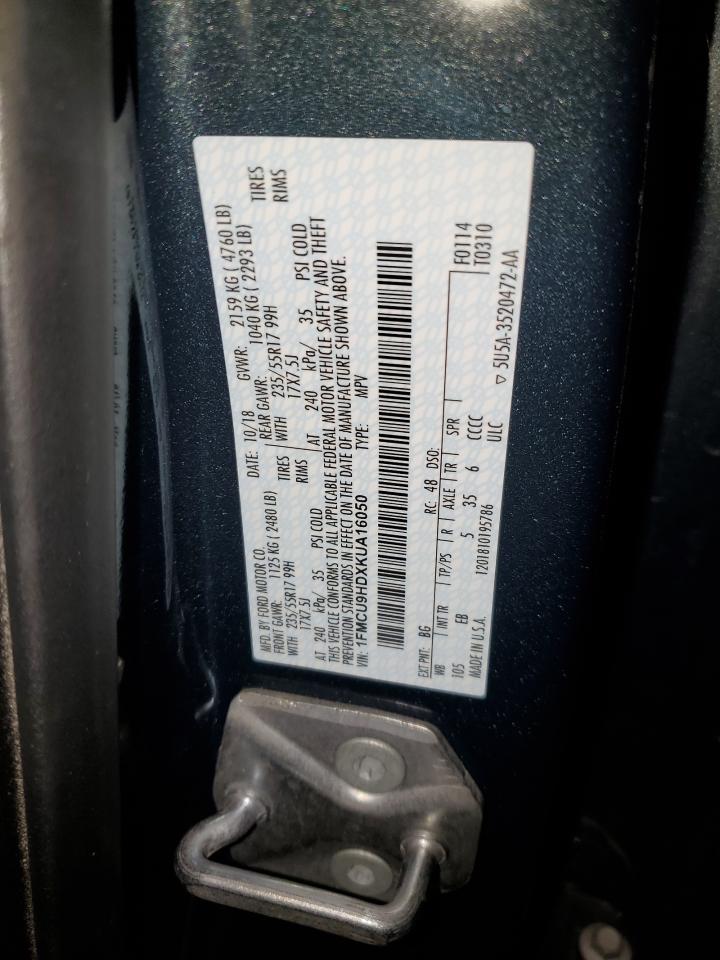 MFD. BY FORD MOTOR CO.
DATE: 10/18 GVWR: 2159 KG ( 4760 LB)
FRONT GAWR: 1125 KG ( 2480 LB) REAR GAWR: 1040 KG ( 2293 LB)
WITH 235/55R17 99H TIRES WITH 235/55R17 99H TIRES
17X7.5J RIMS 17X7.5J RIMS
AT 240 kPa/ 35 PSI COLD AT 240 kPa/ 35 PSI COLD
THIS VEHICLE CONFORMS TO ALL APPLICABLE FEDERAL MOTOR VEHICLE SAFETY AND THEFT
PREVENTION STANDARDS IN EFFECT ON THE DATE OF MANUFACTURE SHOWN ABOVE.
VIN: 1FMCU9HDXKUA16050 TYPE: MPV
EXT PNT: BG RC: 48 DSO: F0114
WB INT TR TP/PS R AXLE TR SPR T0310
105 EB 5 35 6 CCCC
MADE IN U.S.A. 1201810195786 ULC ▽ 5U5A-3520472-AA